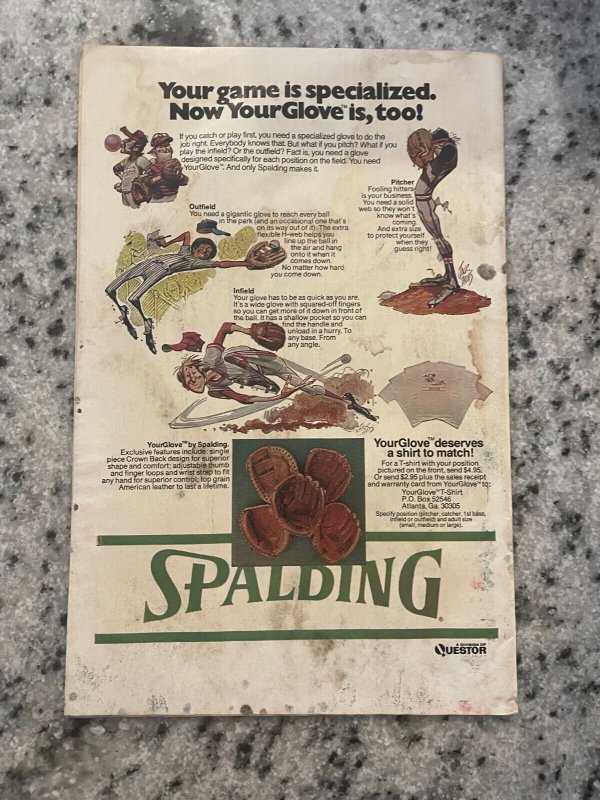 Your game is specialized.
Now YourGlove™ is, too!
If you catch or play first, you need a specialized glove to do the
job right. Everybody knows that. But what if you pitch? What if you
play the infield? Or the outfield? Fact is, you need a glove
designed specifically for each position on the field. You need
YourGlove™. And only Spalding makes it.
Pitcher
Fooling hitters
is your business.
You need a solid
web so they won't
know what's
coming.
And extra size
to protect yourself
when they
guess right!
Outfield
You need a gigantic glove to reach every ball
in the park (and an occasional one that's
on its way out of it). The extra
flexible H-web helps you
line up the ball in
the air and hang
onto it when it
comes down.
No matter how hard
you come down.
Infield
Your glove has to be as quick as you are.
It's a wide glove with squared-off fingers
so you can get more of it down in front of
the ball. It has a shallow pocket so you can
find the handle and
unload in a hurry. To
any base. From
any angle.
YourGlove™ by Spalding.
Exclusive features include: single
piece Crown Back design for superior
shape and comfort; adjustable thumb
and finger loops and wrist strap to fit
any hand for superior control; top grain
American leather to last a lifetime.
YourGlove™ deserves
a shirt to match!
For a T-shirt with your position
pictured on the front, send $4.95.
Or send $2.95 plus the sales receipt
and warranty card from YourGlove™ to:
YourGlove™ T-Shirt
P.O. Box 52546
Atlanta, Ga. 30305
Specify position (pitcher, catcher, 1st base,
infield or outfield) and adult size
(small, medium or large).
SPALDING®
A DIVISION OF
QUESTOR